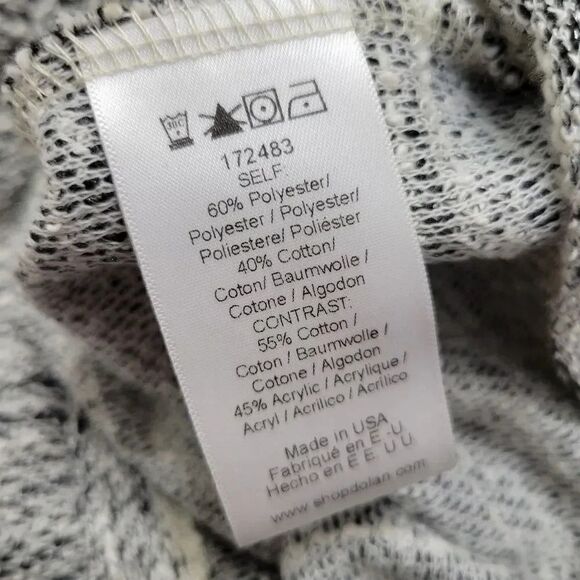 30C
172483
SELF:
60% Polyester/
Polyester / Polyester/
Poliestere/ Poliéster
40% Cotton/
Coton/ Baumwolle /
Cotone / Algodon
CONTRAST:
55% Cotton /
Coton / Baumwolle /
Cotone / Algodon
45% Acrylic / Acrylique /
Acryl / Acrilico / Acrílico
Made in USA
Fabriqué en E .U
Hecho en E E. U U
www.shopdolan.com